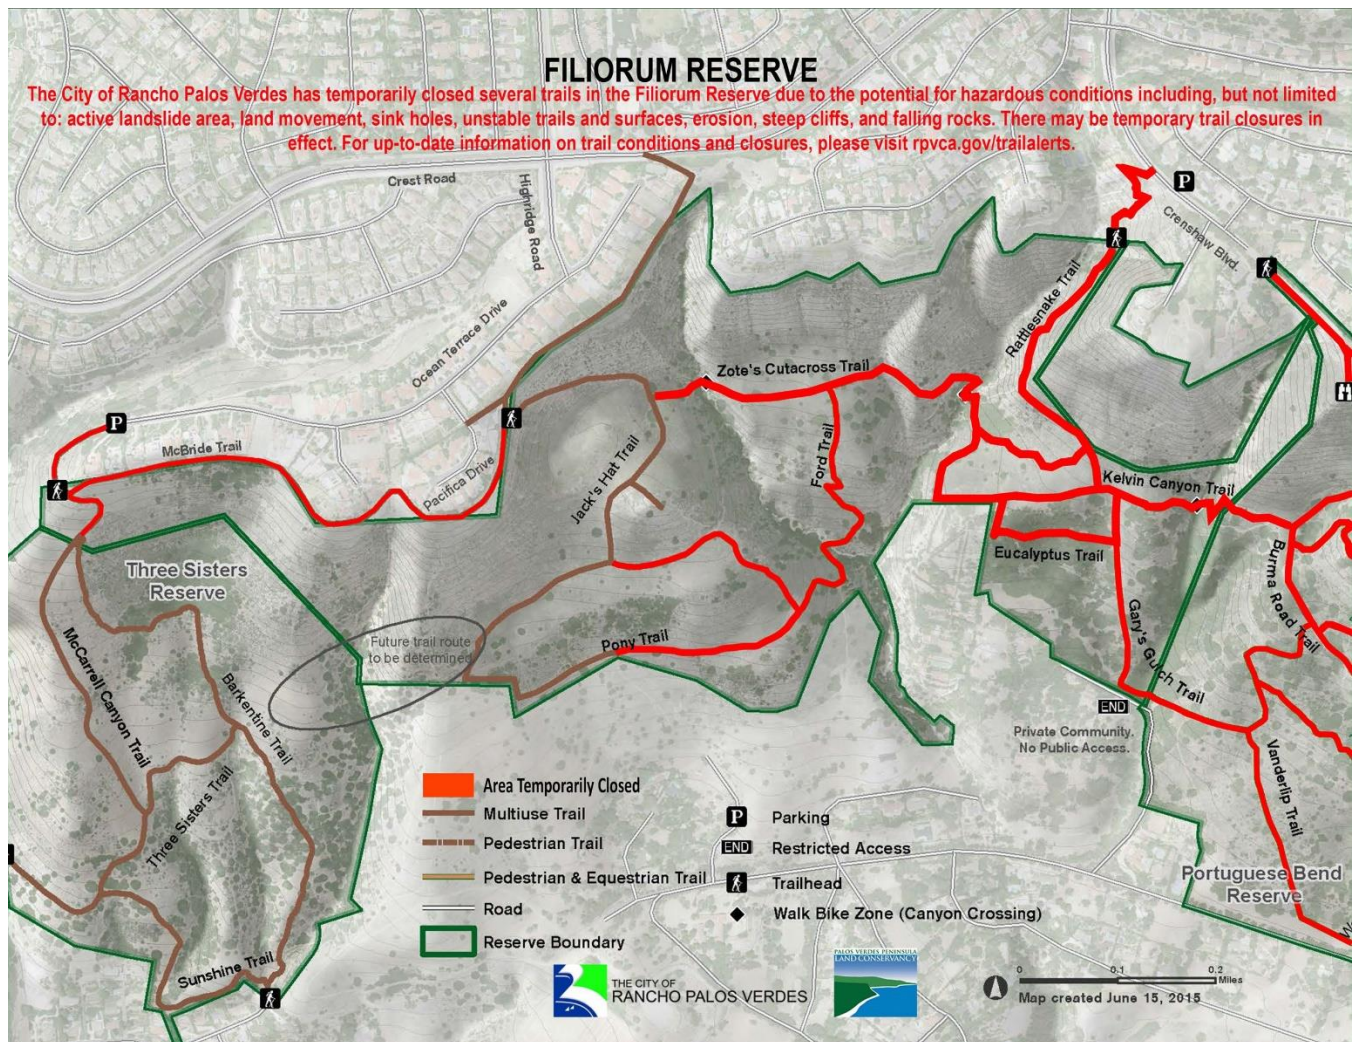 FILIORUM RESERVE
The City of Rancho Palos Verdes has temporarily closed several trails in the Filiorum Reserve due to the potential for hazardous conditions including, but not limited
to: active landslide area, land movement, sink holes, unstable trails and surfaces, erosion, steep cliffs, and falling rocks. There may be temporary trail closures in
effect. For up-to-date information on trail conditions and closures, please visit rpvca.gov/trailalerts.
Crest Road
Highridge Road
P
Crenshaw Blvd.
Rattlesnake Trail
Ocean Terrace Drive
Zote's Cutacross Trail
P
McBride Trail
Pacifica Drive
Jack's Hat Trail
Ford Trail
Kelvin Canyon Trail
Eucalyptus Trail
Burma Road Trail
Three Sisters
Reserve
Gary's Gulch Trail
McCarrell Canyon Trail
Barkentine Trail
Future trail route
to be determined
Pony Trail
END
Private Community.
No Public Access.
Vanderlip Trail
Three Sisters Trail
Portuguese Bend
Reserve
Sunshine Trail
Area Temporarily Closed
Multiuse Trail
Pedestrian Trail
Pedestrian & Equestrian Trail
Road
Reserve Boundary
P Parking
END Restricted Access
Trailhead
Walk Bike Zone (Canyon Crossing)
THE CITY OF
RANCHO PALOS VERDES
PALOS VERDES PENINSULA
LAND CONSERVANCY
0 0.1 0.2
Miles
Map created June 15, 2015